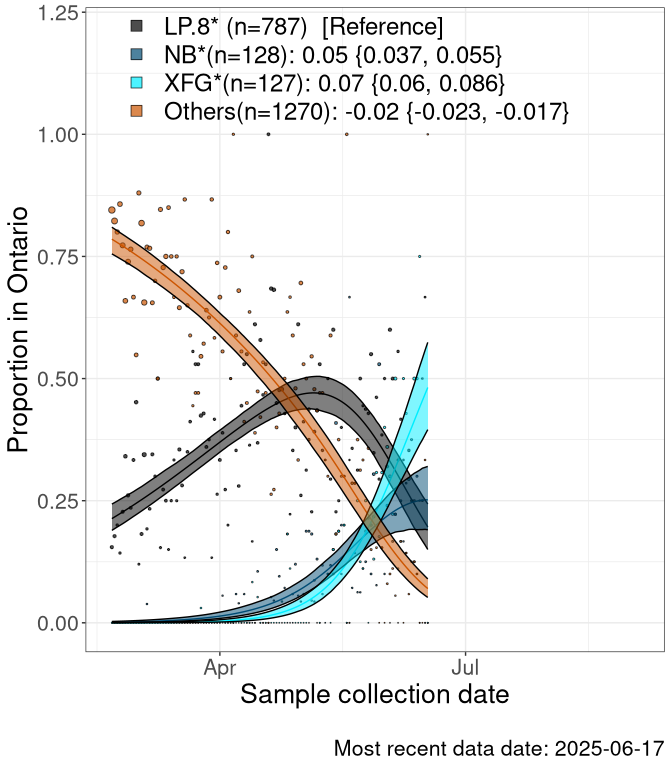 1.25
LP.8* (n=787)  [Reference]
NB*(n=128): 0.05 {0.037, 0.055}
XFG*(n=127): 0.07 {0.06, 0.086}
Others(n=1270): -0.02 {-0.023, -0.017}
1.00
0.75
0.50
0.25
0.00
Proportion in Ontario
Apr Jul
Sample collection date
Most recent data date: 2025-06-17